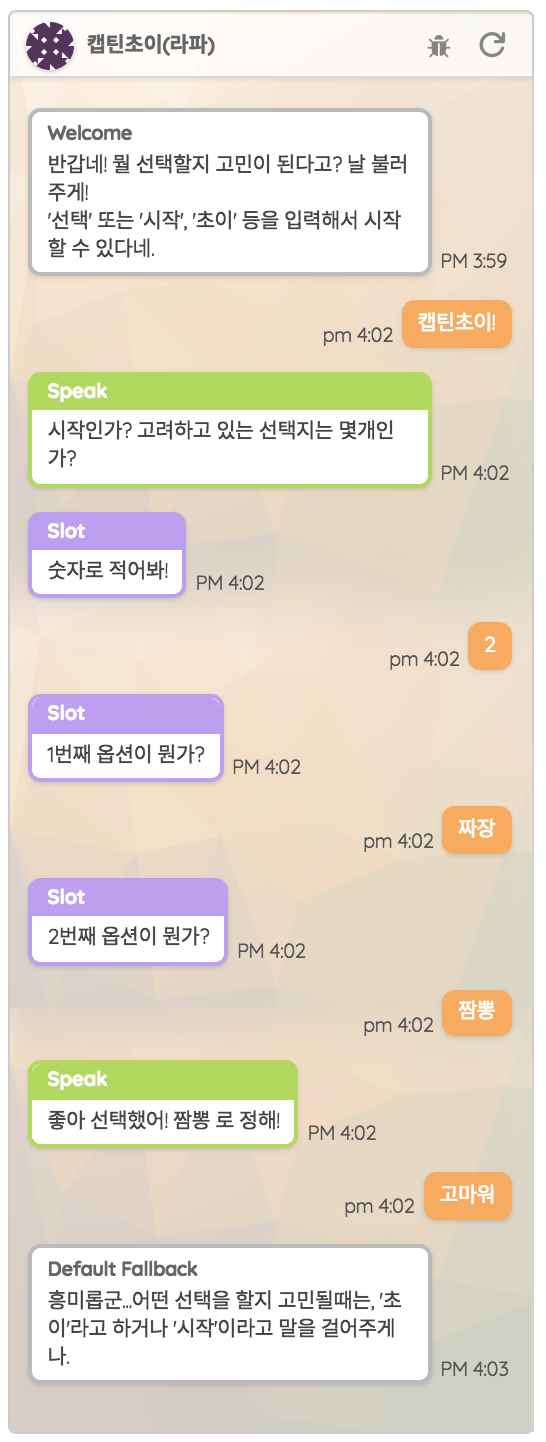 캡틴초이(라파)
Welcome
반갑네! 뭘 선택할지 고민이 된다고? 날 불러
주게!
'선택' 또는 '시작', '초이' 등을 입력해서 시작
할 수 있다네.
PM 3:59
캡틴초이!
pm 4:02
Speak
시작인가? 고려하고 있는 선택지는 몇개인
가?
PM 4:02
Slot
숫자로 적어봐!
PM 4:02
2
pm 4:02
Slot
1번째 옵션이 뭔가?
PM 4:02
짜장
pm 4:02
Slot
2번째 옵션이 뭔가?
PM 4:02
짬뽕
pm 4:02
Speak
좋아 선택했어! 짬뽕 로 정해!
PM 4:02
고마워
pm 4:02
Default Fallback
흥미롭군...어떤 선택을 할지 고민될때는, '초
이'라고 하거나 '시작'이라고 말을 걸어주게
나.
PM 4:03